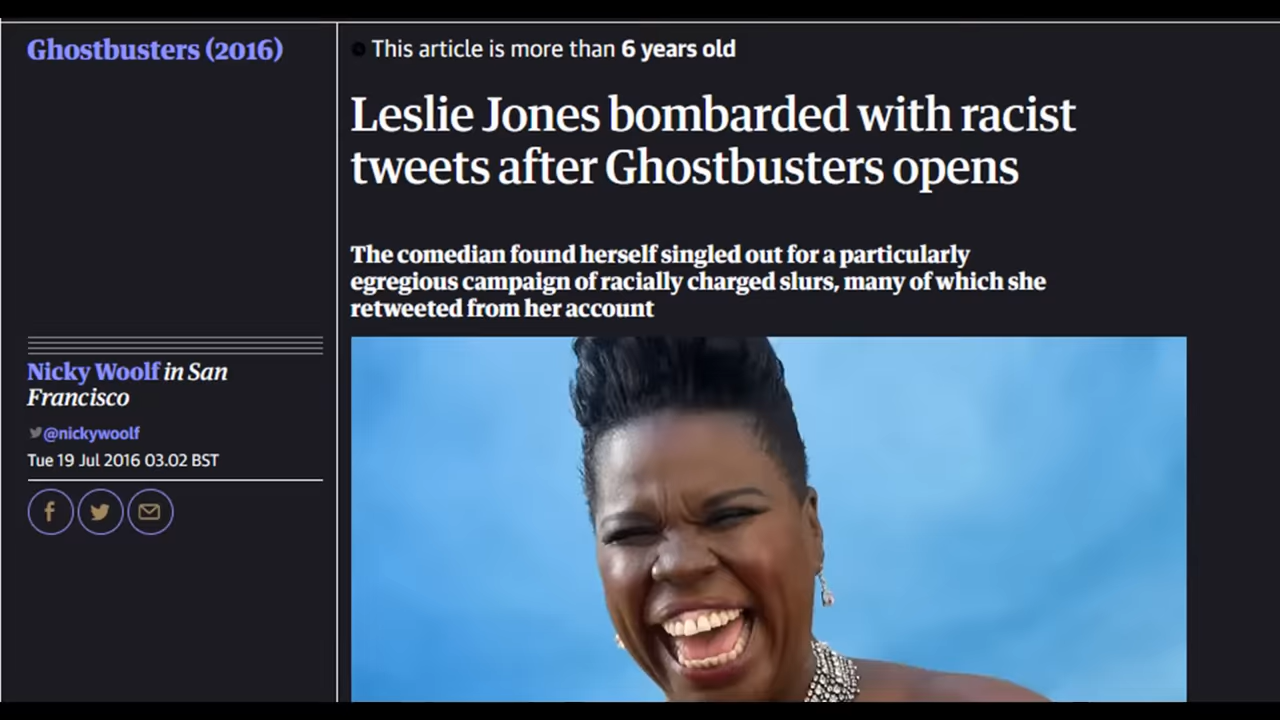 Ghostbusters (2016)
This article is more than 6 years old
Leslie Jones bombarded with racist
tweets after Ghostbusters opens
The comedian found herself singled out for a particularly
egregious campaign of racially charged slurs, many of which she
retweeted from her account
Nicky Woolf in San
Francisco
@nickywoolf
Tue 19 Jul 2016 03.02 BST